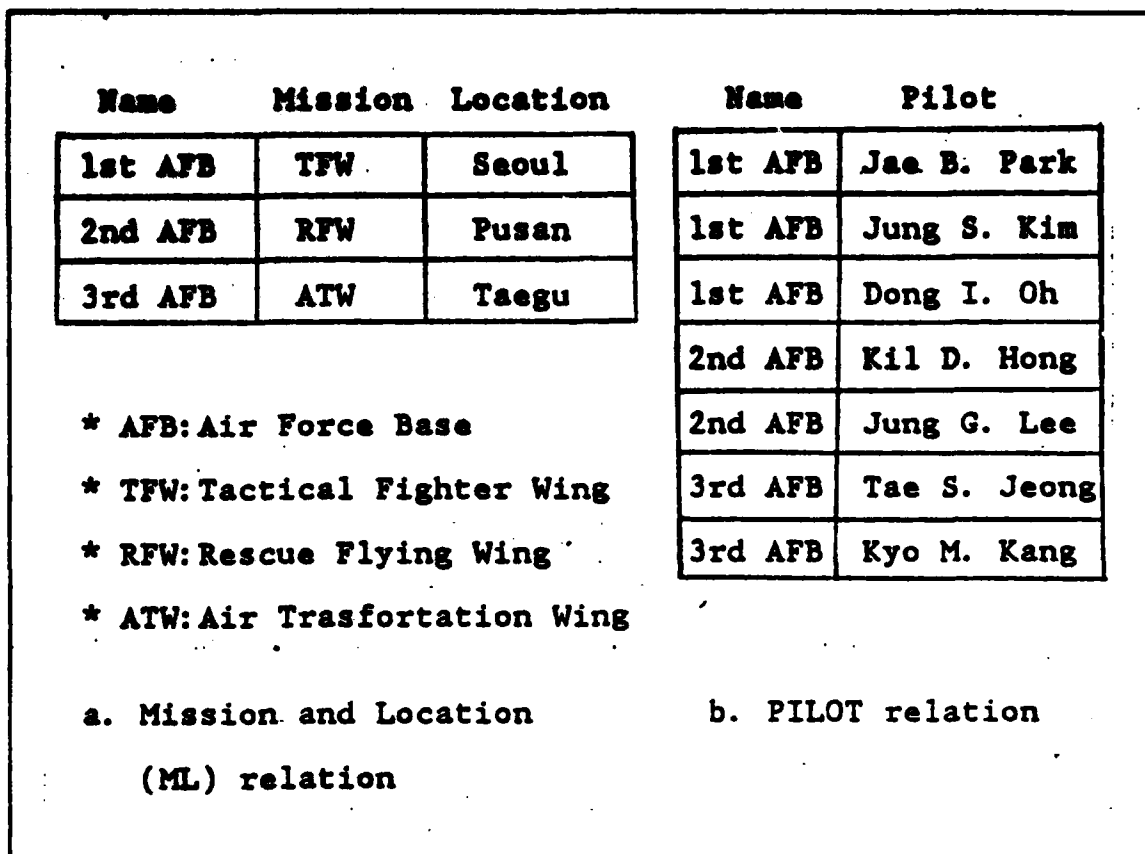 Name Mission Location
1st AFB TFW Seoul
2nd AFB RFW Pusan
3rd AFB ATW Taegu
* AFB: Air Force Base
* TFW: Tactical Fighter Wing
* RFW: Rescue Flying Wing
* ATW: Air Trasfortation Wing
a. Mission and Location
(ML) relation
Name Pilot
1st AFB Jae B. Park
1st AFB Jung S. Kim
1st AFB Dong I. Oh
2nd AFB Kil D. Hong
2nd AFB Jung G. Lee
3rd AFB Tae S. Jeong
3rd AFB Kyo M. Kang
b. PILOT relation